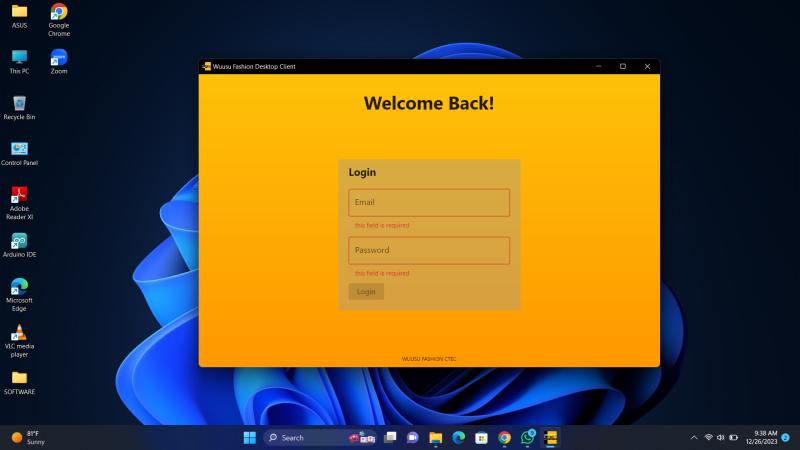 ASUS
Google
Chrome
This PC
Zoom
Recycle Bin
Control Panel
Adobe
Reader XI
Arduino IDE
Microsoft
Edge
VLC media
player
SOFTWARE
Wuusu Fashion Desktop Client
Welcome Back!
Login
Email
this field is required
Password
this field is required
Login
WUUSU FASHION CTEC
81°F
Sunny
Search
9:38 AM
12/26/2023
2